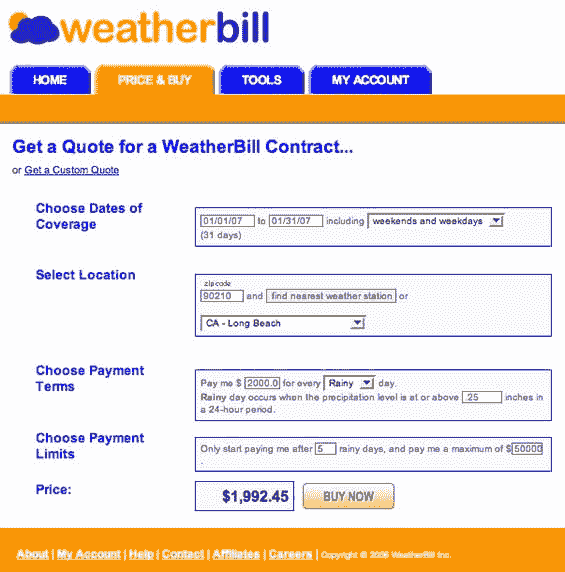 weatherbill
HOME PRICE & BUY TOOLS MY ACCOUNT
Get a Quote for a WeatherBill Contract...
or Get a Custom Quote
Choose Dates of
Coverage
01/01/07 to 01/31/07 including weekends and weekdays
(31 days)
Select Location
zip code
90210 and find nearest weather station or
CA - Long Beach
Choose Payment
Terms
Pay me $ 2000.0 for every Rainy day.
Rainy day occurs when the precipitation level is at or above .25 inches in
a 24-hour period.
Choose Payment
Limits
Only start paying me after 5 rainy days, and pay me a maximum of $ 50000
.
Price:
$1,992.45 BUY NOW
About | My Account | Help | Contact | Affiliates | Careers | Copyright © 2006 WeatherBill Inc.